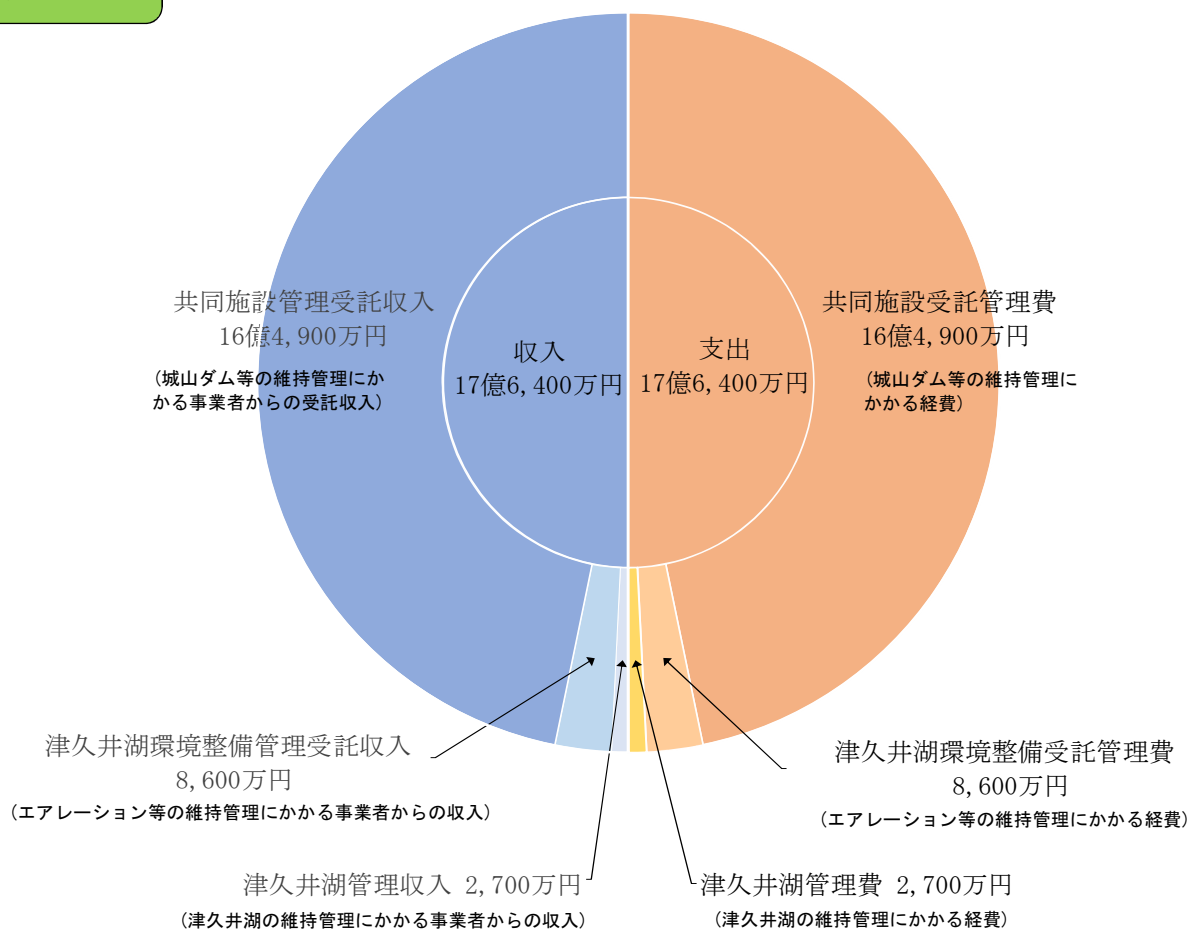 共同施設管理受託収入
16億4,900万円
(城山ダム等の維持管理にか
かる事業者からの受託収入)
収入
17億6,400万円
支出
17億6,400万円
共同施設受託管理費
16億4,900万円
(城山ダム等の維持管理に
かかる経費)
津久井湖環境整備管理受託収入
8,600万円
(エアレーション等の維持管理にかかる事業者からの収入)
津久井湖環境整備受託管理費
8,600万円
(エアレーション等の維持管理にかかる経費)
津久井湖管理収入 2,700万円
(津久井湖の維持管理にかかる事業者からの収入)
津久井湖管理費 2,700万円
(津久井湖の維持管理にかかる経費)